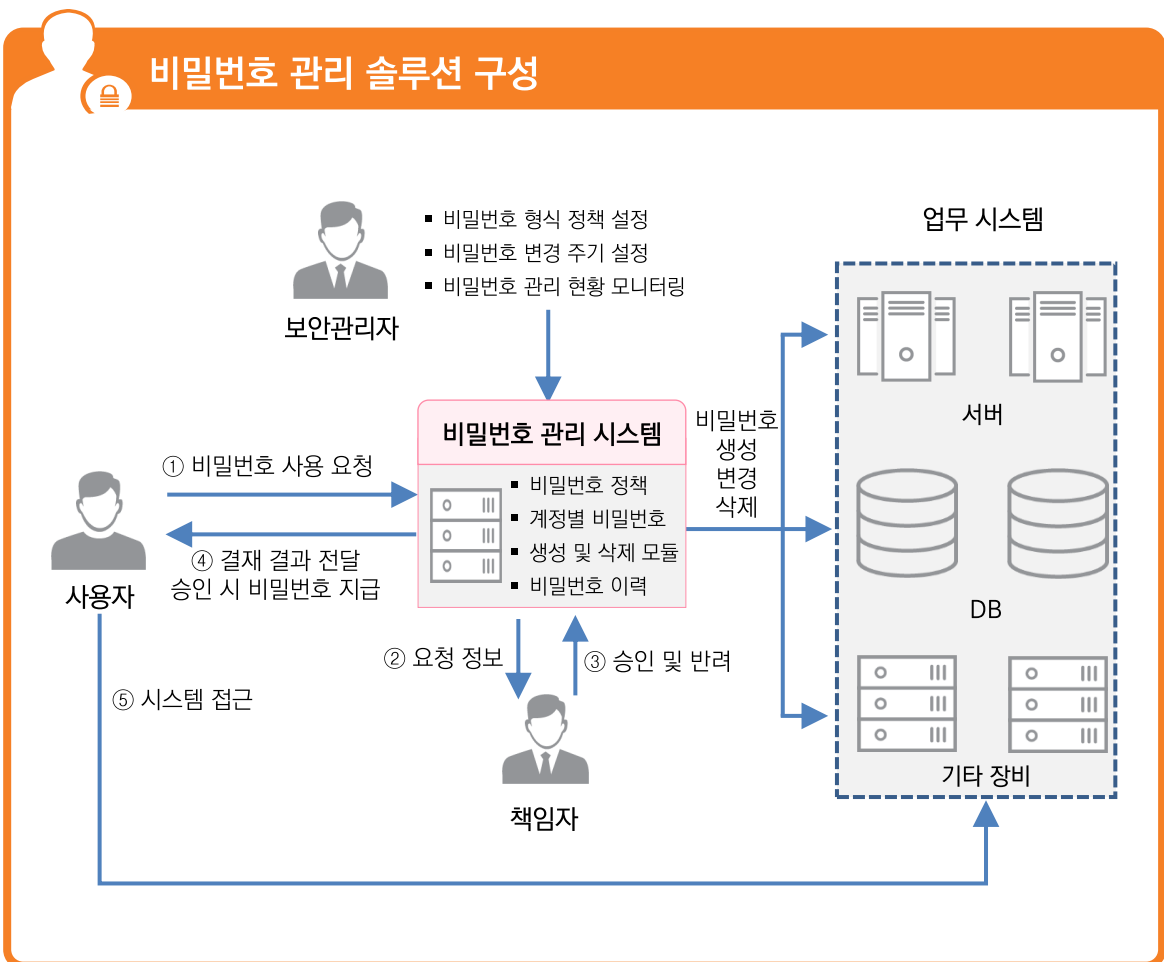 비밀번호 관리 솔루션 구성
▪ 비밀번호 형식 정책 설정
▪ 비밀번호 변경 주기 설정
▪ 비밀번호 관리 현황 모니터링
보안관리자
업무 시스템
서버
DB
기타 장비
비밀번호 관리 시스템
▪ 비밀번호 정책
▪ 계정별 비밀번호
▪ 생성 및 삭제 모듈
▪ 비밀번호 이력
비밀번호
생성
변경
삭제
① 비밀번호 사용 요청
④ 결재 결과 전달
승인 시 비밀번호 지급
사용자
② 요청 정보
③ 승인 및 반려
⑤ 시스템 접근
책임자